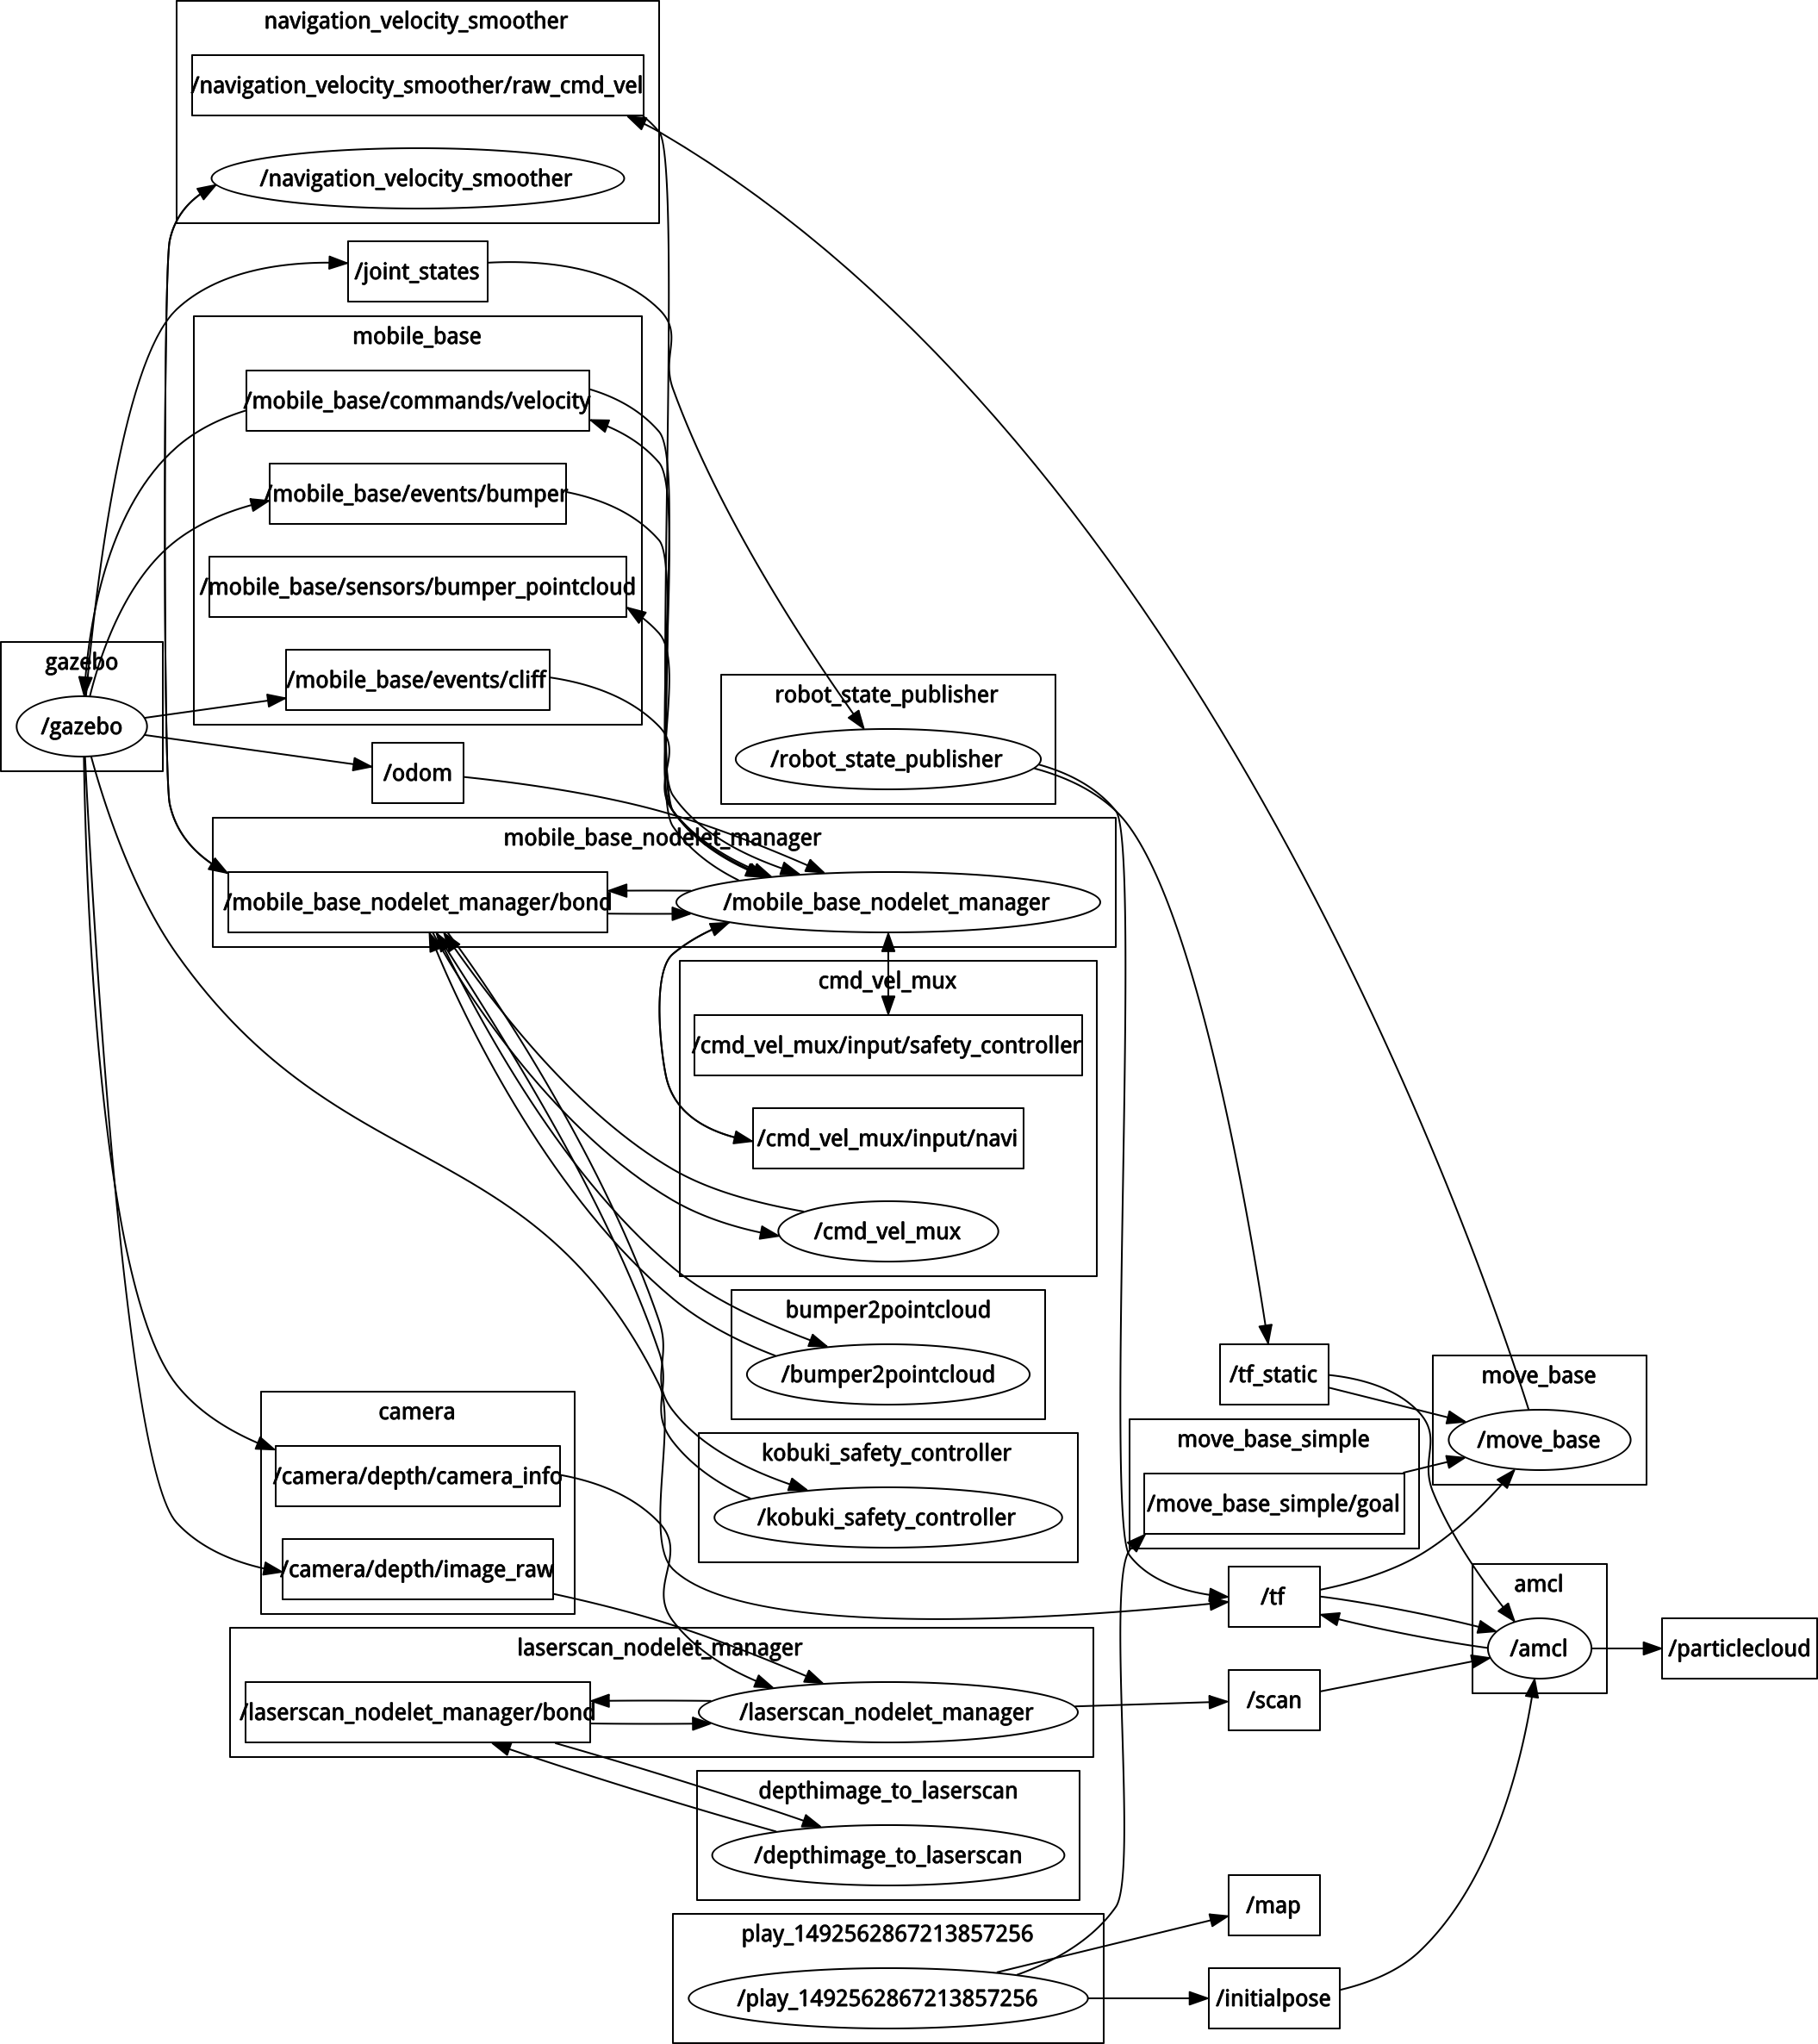 navigation_velocity_smoother
/navigation_velocity_smoother/raw_cmd_vel
/navigation_velocity_smoother
/joint_states
mobile_base
/mobile_base/commands/velocity
/mobile_base/events/bumper
/mobile_base/sensors/bumper_pointcloud
/mobile_base/events/cliff
gazebo
/gazebo
/odom
robot_state_publisher
/robot_state_publisher
mobile_base_nodelet_manager
/mobile_base_nodelet_manager/bond
/mobile_base_nodelet_manager
cmd_vel_mux
/cmd_vel_mux/input/safety_controller
/cmd_vel_mux/input/navi
/cmd_vel_mux
bumper2pointcloud
/bumper2pointcloud
kobuki_safety_controller
/kobuki_safety_controller
camera
/camera/depth/camera_info
/camera/depth/image_raw
/tf_static
move_base
/move_base
move_base_simple
/move_base_simple/goal
/tf
amcl
/amcl
/particlecloud
laserscan_nodelet_manager
/laserscan_nodelet_manager/bond
/laserscan_nodelet_manager
/scan
depthimage_to_laserscan
/depthimage_to_laserscan
/map
play_1492562867213857256
/play_1492562867213857256
/initialpose